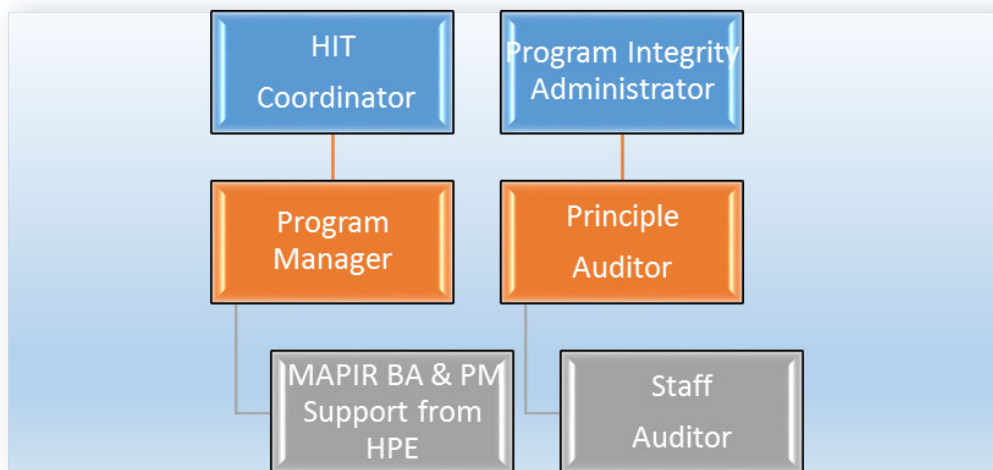 HIT
Coordinator
Program Integrity
Administrator
Program
Manager
Principle
Auditor
MAPIR BA & PM
Support from
HPE
Staff
Auditor